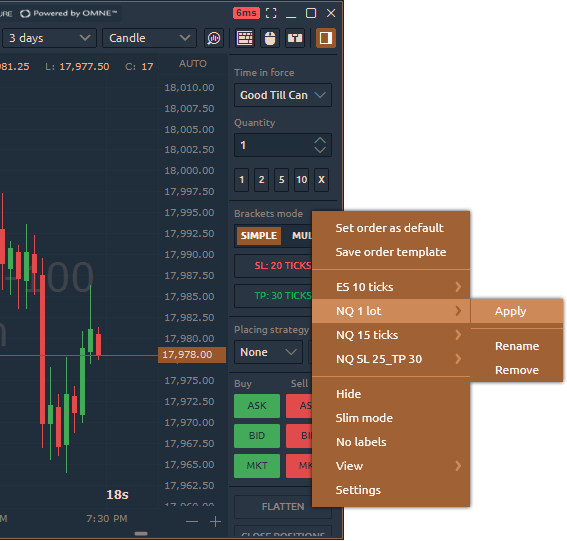 URE Powered by OMNE™ 6ms
3 days Candle
981.25 L: 17,977.50 C: 17
AUTO
18,010.00
18,007.50
18,005.00
18,002.50
18,000.00
17,997.50
17,995.00
17,992.50
17,990.00
17,987.50
17,985.00
17,982.50
17,980.00
17,978.00
17,975.00
17,972.50
17,970.00
17,967.50
17,965.00
17,962.50
17,960.00
-100
18s
7:30 PM
Time in force
Good Till Can
Quantity
1
1 2 5 10 X
Brackets mode
SIMPLE MUL
SL: 20 TICKS
TP: 30 TICKS
Placing strategy
None
Buy Sell
ASK AS
BID BI
MKT MK
FLATTEN
CLOSE POSITIONS
Set order as default
Save order template
ES 10 ticks
NQ 1 lot
NQ 15 ticks
NQ SL 25_TP 30
Hide
Slim mode
No labels
View
Settings
Apply
Rename
Remove